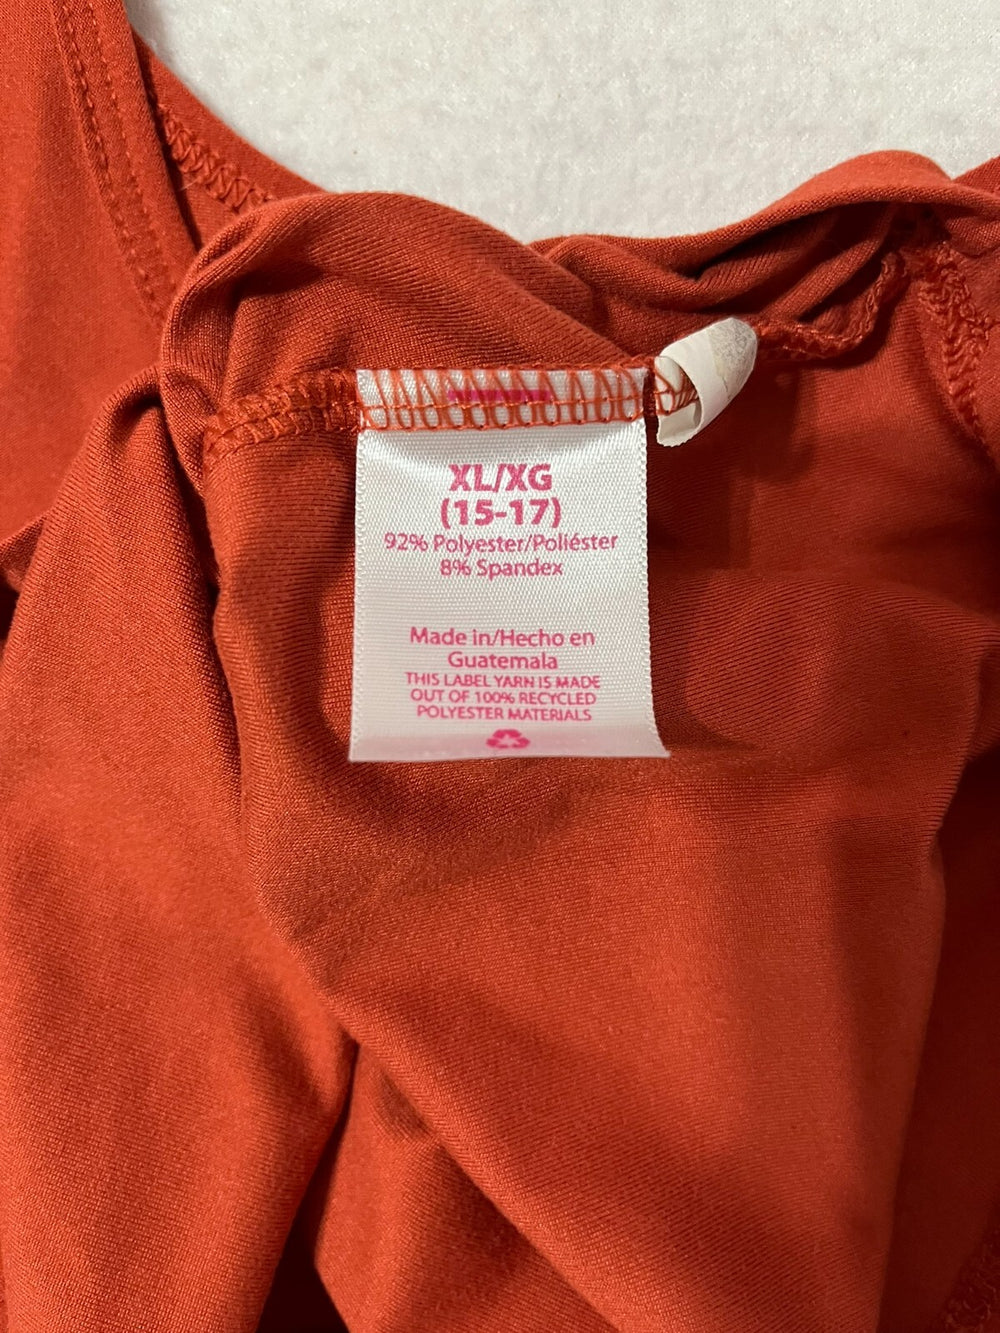 XL/XG
(15-17)
92% Polyester/Poliéster
8% Spandex
Made in/Hecho en
Guatemala
THIS LABEL YARN IS MADE
OUT OF 100% RECYCLED
POLYESTER MATERIALS